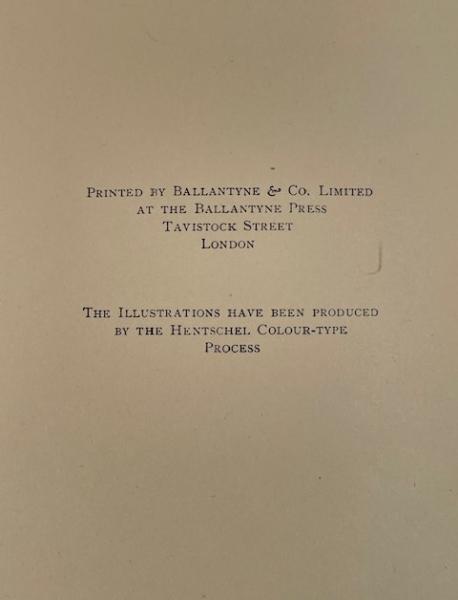 Printed by Ballantyne & Co. Limited
at the Ballantyne Press
Tavistock Street
London
The Illustrations have been produced
by the Hentschel Colour-type
Process